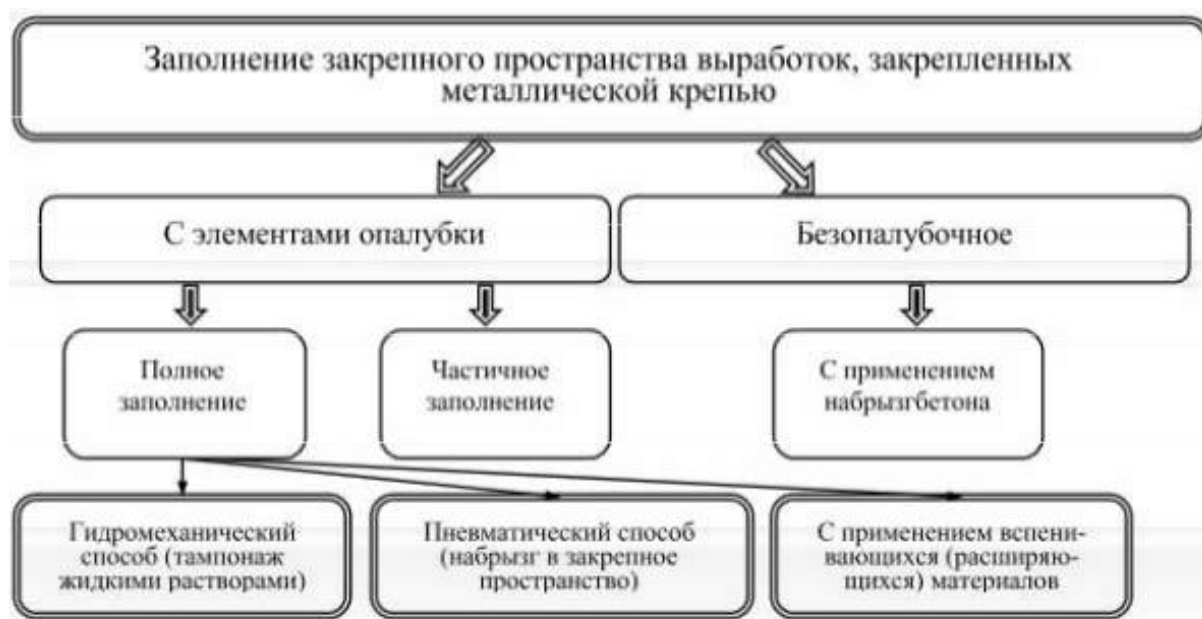 Заполнение закрепного пространства выработок, закрепленных
металлической крепью
С элементами опалубки
Безопалубочное
Полное
заполнение
Частичное
заполнение
С применением
набрызгбетона
Гидромеханический
способ (тампонаж
жидкими растворами)
Пневматический способ
(набрызг в закрепное
пространство)
С применением вспени-
вающихся (расширяю-
щихся) материалов